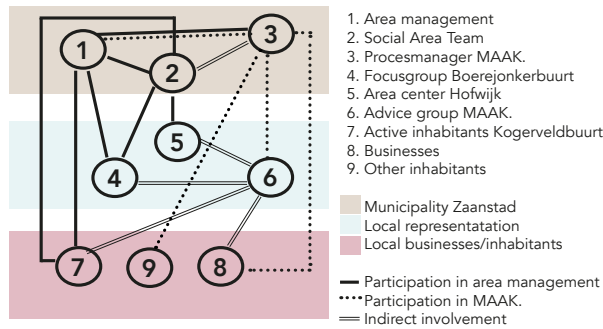 1
2
3
4
5
6
7
8
9
1. Area management
2. Social Area Team
3. Procesmanager MAAK.
4. Focusgroup Boerejonkerbuurt
5. Area center Hofwijk
6. Advice group MAAK.
7. Active inhabitants Kogerveldbuurt
8. Businesses
9. Other inhabitants
Municipality Zaanstad
Local representatation
Local businesses/inhabitants
Participation in area management
Participation in MAAK.
Indirect involvement